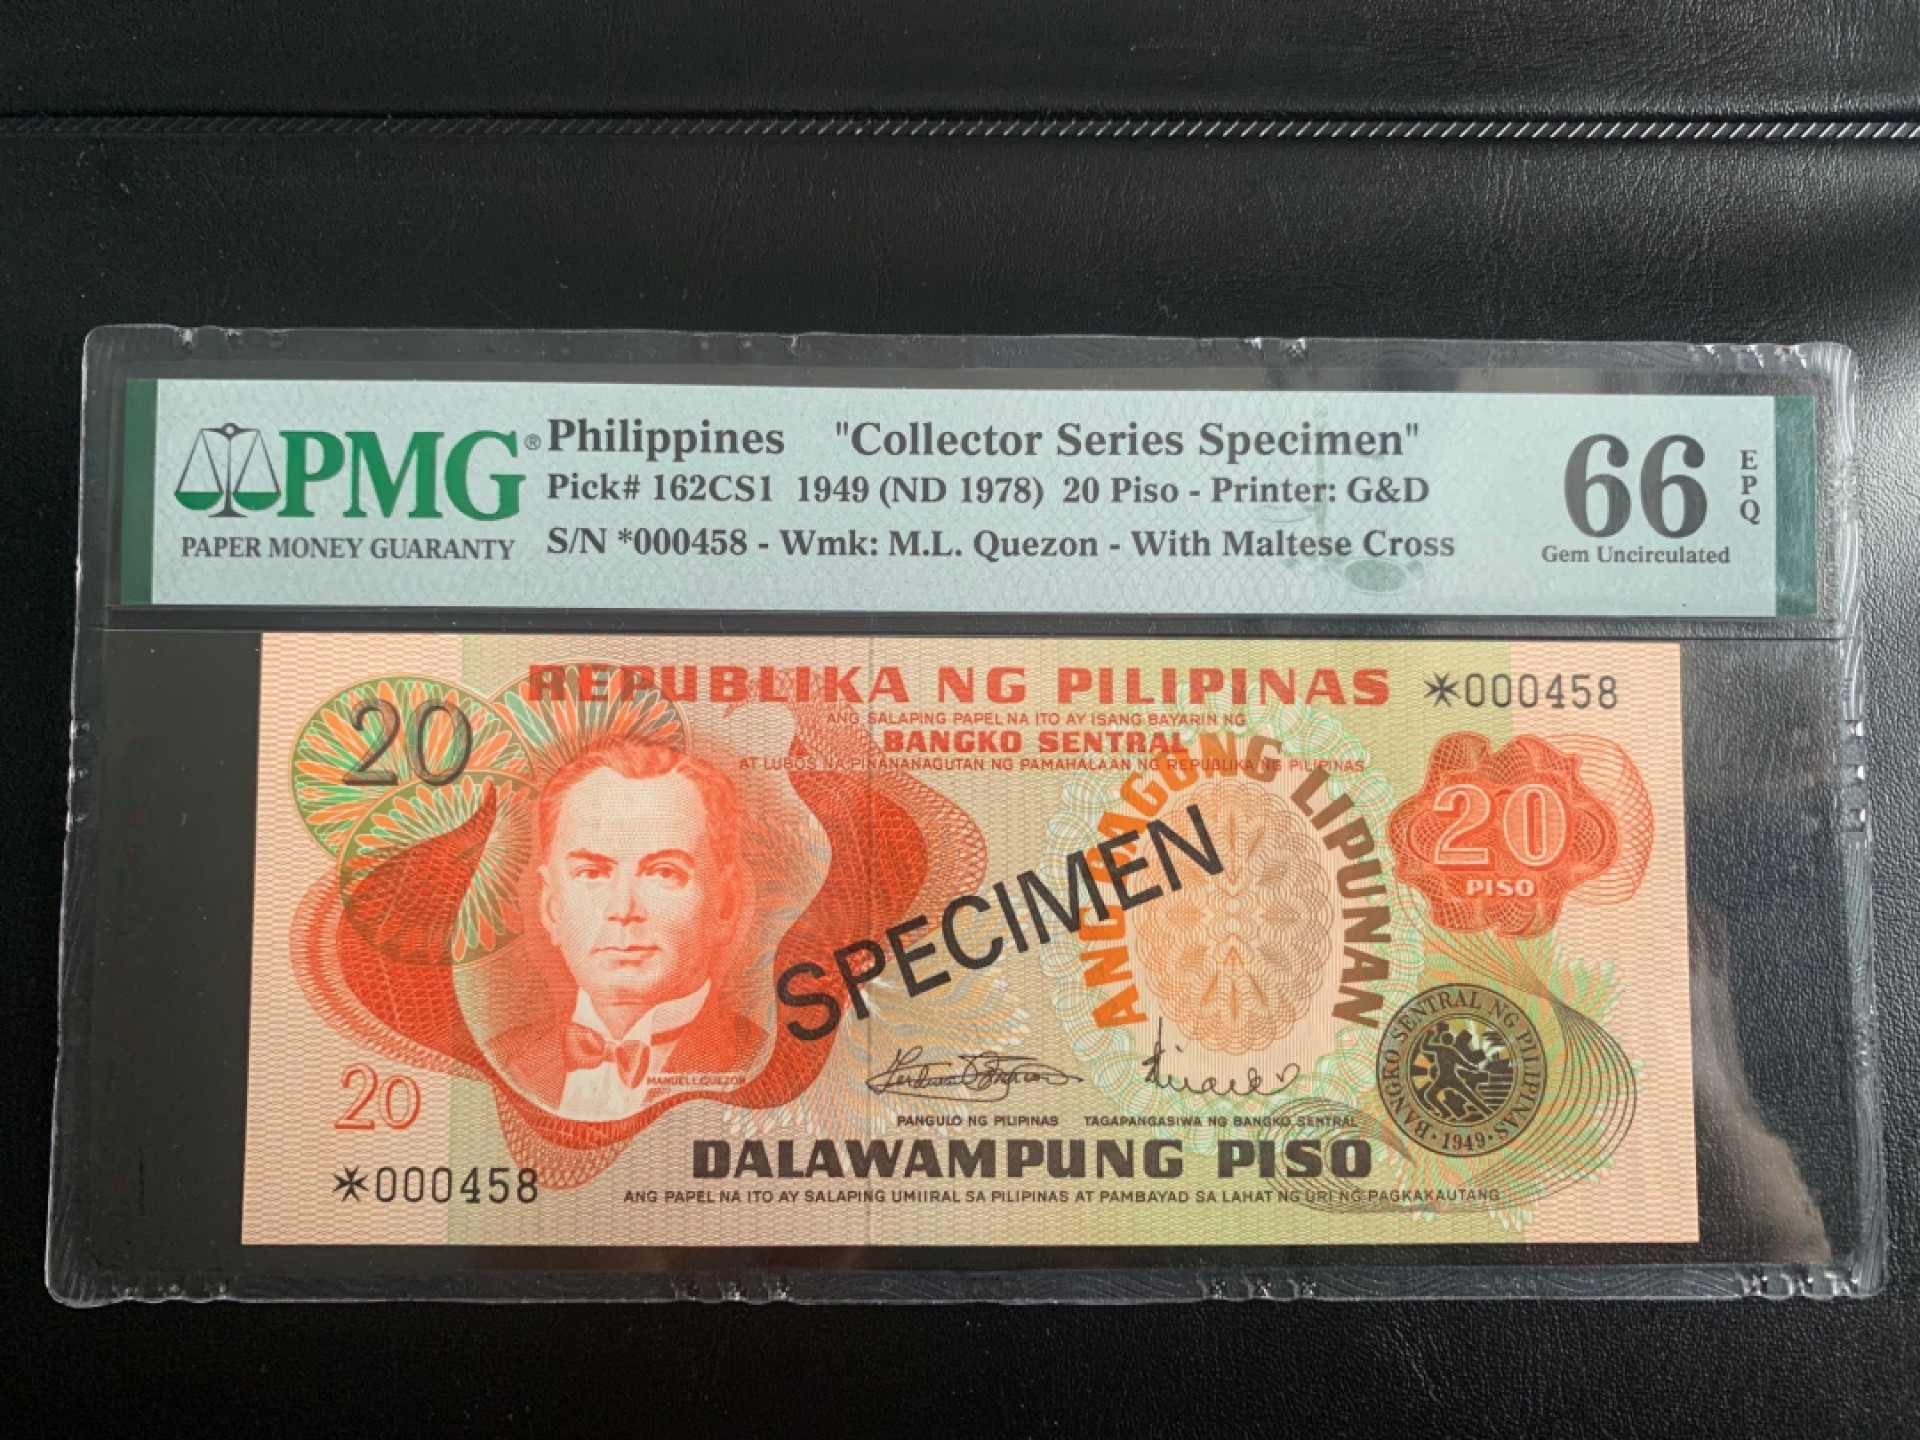 PMG®
PAPER MONEY GUARANTY
Philippines "Collector Series Specimen"
Pick# 162CS1 1949 (ND 1978) 20 Piso - Printer: G&D
S/N *000458 - Wmk: M.L. Quezon - With Maltese Cross
66
EPQ
Gem Uncirculated
20
REPUBLIKA NG PILIPINAS
*000458
ANG SALAPING PAPEL NA ITO AY ISANG BAYARIN NG
BANGKO SENTRAL
AT LUBOS NA PINANANAGUTAN NG PAMAHALAAN NG REPUBLIKA NG PILIPINAS
ANG BAGONG LIPUNAN
20
PISO
SPECIMEN
MANUEL L. QUEZON
20
BANGKO SENTRAL NG PILIPINAS
·1949·
PANGULO NG PILIPINAS TAGAPANGASIWA NG BANGKO SENTRAL
DALAWAMPUNG PISO
*000458
ANG PAPEL NA ITO AY SALAPING UMIIRAL SA PILIPINAS AT PAMBAYAD SA LAHAT NG URI NG PAGKAKAUTANG